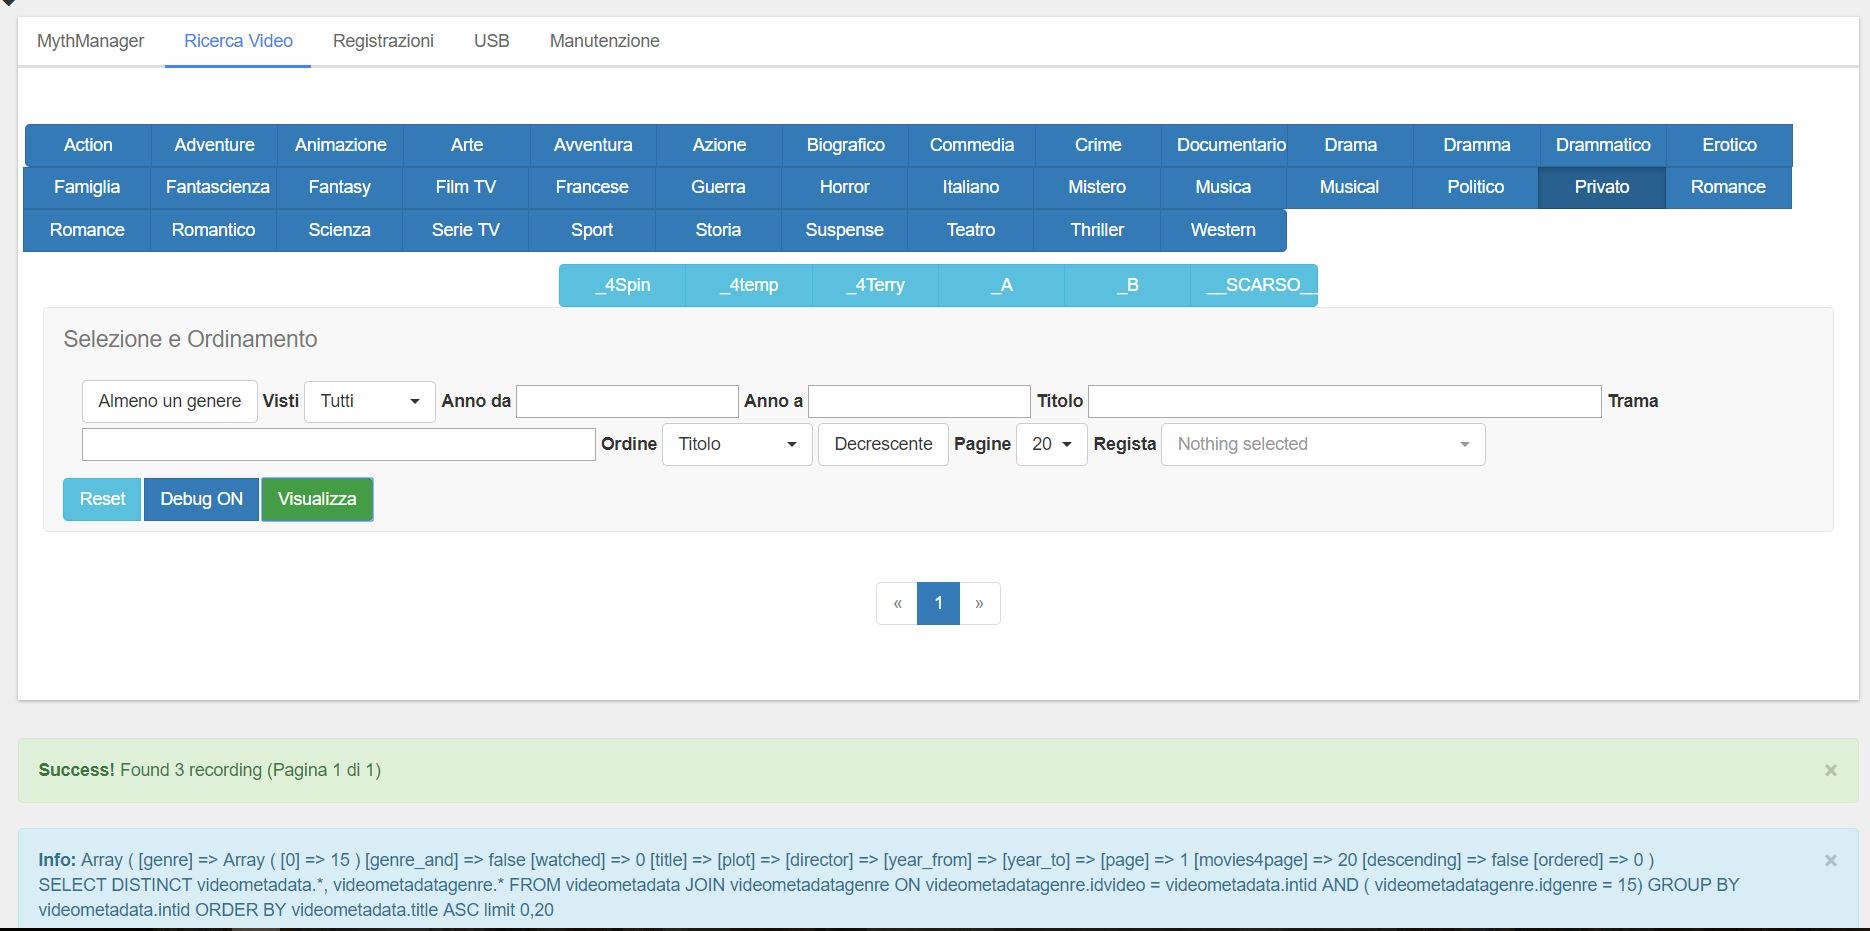 MythManager Ricerca Video Registrazioni USB Manutenzione
Action Adventure Animazione Arte Avventura Azione Biografico Commedia Crime Documentario Drama Dramma Drammatico Erotico
Famiglia Fantascienza Fantasy Film TV Francese Guerra Horror Italiano Mistero Musica Musical Politico Privato Romance
Romance Romantico Scienza Serie TV Sport Storia Suspense Teatro Thriller Western
_4Spin _4temp _4Terry _A _B __SCARSO__
Selezione e Ordinamento
Almeno un genere Visti Tutti Anno da Anno a Titolo Trama
Ordine Titolo Decrescente Pagine 20 Regista Nothing selected
Reset Debug ON Visualizza
« 1 »
Success! Found 3 recording (Pagina 1 di 1) ×
Info: Array ( [genre] => Array ( [0] => 15 ) [genre_and] => false [watched] => 0 [title] => [plot] => [director] => [year_from] => [year_to] => [page] => 1 [movies4page] => 20 [descending] => false [ordered] => 0 ) ×
SELECT DISTINCT videometadata.*, videometadatagenre.* FROM videometadata JOIN videometadatagenre ON videometadatagenre.idvideo = videometadata.intid AND ( videometadatagenre.idgenre = 15) GROUP BY
videometadata.intid ORDER BY videometadata.title ASC limit 0,20